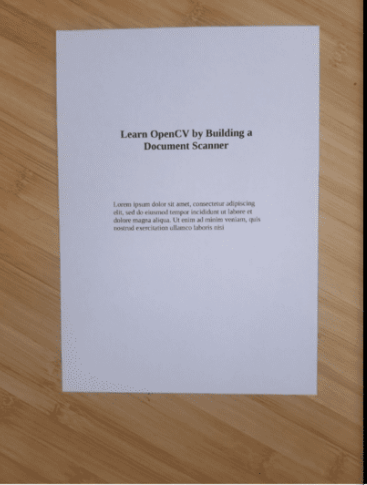 Learn OpenCV by Building a
Document Scanner
Lorem ipsum dolor sit amet, consectetur adipiscing
elit, sed do eiusmod tempor incididunt ut labore et
dolore magna aliqua. Ut enim ad minim veniam, quis
nostrud exercitation ullamco laboris nisi